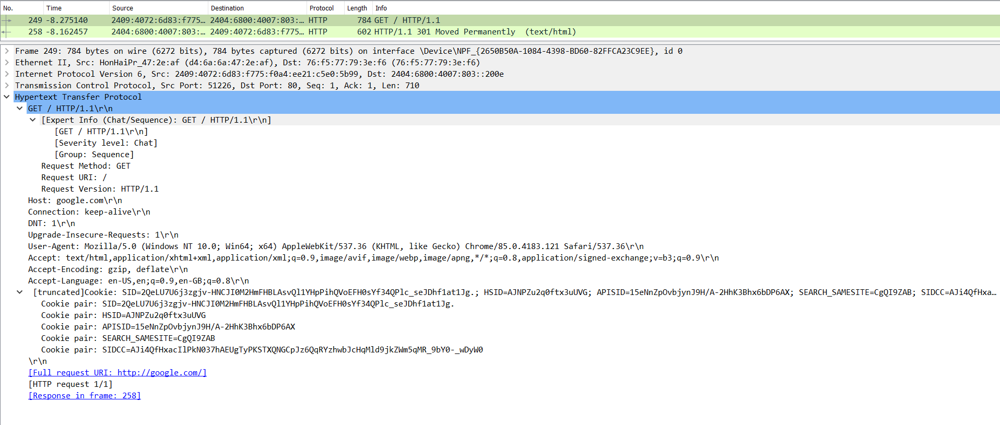 No. Time Source Destination Protocol Length Info
249 -8.275140 2409:4072:6d83:f775… 2404:6800:4007:803:… HTTP 784 GET / HTTP/1.1
258 -8.162457 2404:6800:4007:803:… 2409:4072:6d83:f775… HTTP 602 HTTP/1.1 301 Moved Permanently (text/html)
Frame 249: 784 bytes on wire (6272 bits), 784 bytes captured (6272 bits) on interface \Device\NPF_{2650B50A-1084-4398-BD60-82FFCA23C9EE}, id 0
Ethernet II, Src: HonHaiPr_47:2e:af (d4:6a:6a:47:2e:af), Dst: 76:f5:77:79:3e:f6 (76:f5:77:79:3e:f6)
Internet Protocol Version 6, Src: 2409:4072:6d83:f775:f0a4:ee21:c5e0:5b99, Dst: 2404:6800:4007:803::200e
Transmission Control Protocol, Src Port: 51226, Dst Port: 80, Seq: 1, Ack: 1, Len: 710
Hypertext Transfer Protocol
GET / HTTP/1.1\r\n
[Expert Info (Chat/Sequence): GET / HTTP/1.1\r\n]
[GET / HTTP/1.1\r\n]
[Severity level: Chat]
[Group: Sequence]
Request Method: GET
Request URI: /
Request Version: HTTP/1.1
Host: google.com\r\n
Connection: keep-alive\r\n
DNT: 1\r\n
Upgrade-Insecure-Requests: 1\r\n
User-Agent: Mozilla/5.0 (Windows NT 10.0; Win64; x64) AppleWebKit/537.36 (KHTML, like Gecko) Chrome/85.0.4183.121 Safari/537.36\r\n
Accept: text/html,application/xhtml+xml,application/xml;q=0.9,image/avif,image/webp,image/apng,*/*;q=0.8,application/signed-exchange;v=b3;q=0.9\r\n
Accept-Encoding: gzip, deflate\r\n
Accept-Language: en-US,en;q=0.9,en-GB;q=0.8\r\n
[truncated]Cookie: SID=2QeLU7U6j3zgjv-HNCJI0M2HmFHBLAsvQl1YHpPihQVoEFH0sYf34QPlc_seJDhf1at1Jg.; HSID=AJNPZu2q0ftx3uUVG; APISID=15eNnZpOvbjynJ9H/A-2HhK3Bhx6bDP6AX; SEARCH_SAMESITE=CgQI9ZAB; SIDCC=AJi4QfHxa…
Cookie pair: SID=2QeLU7U6j3zgjv-HNCJI0M2HmFHBLAsvQl1YHpPihQVoEFH0sYf34QPlc_seJDhf1at1Jg.
Cookie pair: HSID=AJNPZu2q0ftx3uUVG
Cookie pair: APISID=15eNnZpOvbjynJ9H/A-2HhK3Bhx6bDP6AX
Cookie pair: SEARCH_SAMESITE=CgQI9ZAB
Cookie pair: SIDCC=AJi4QfHxacIlPkN037hAEUgTyPKSTXQNGCpJz6QqRYzhwbJcHqMld9jkZWm5qMR_9bY0-_wDyW0
\r\n
[Full request URI: http://google.com/]
[HTTP request 1/1]
[Response in frame: 258]